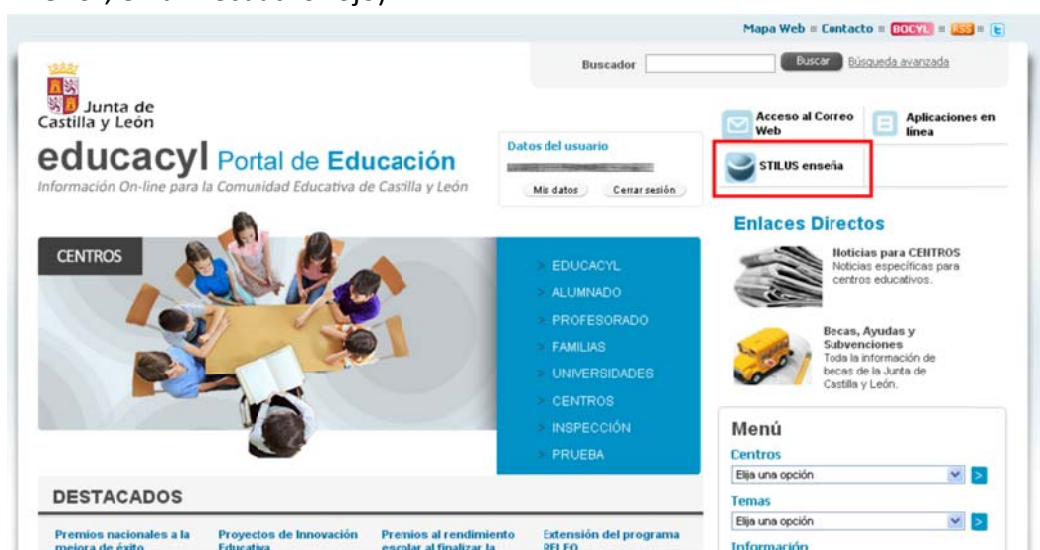 Mapa Web = Contacto = BOCYL = RSS = t
Buscador
Buscar
Búsqueda avanzada
Junta de
Castilla y León
educacyl Portal de Educación
Información On-line para la Comunidad Educativa de Castilla y León
Datos del usuario
Mis datos
Cerrar sesión
Acceso al Correo
Web
Aplicaciones en
línea
STILUS enseña
CENTROS
> EDUCACYL
> ALUMNADO
> PROFESORADO
> FAMILIAS
> UNIVERSIDADES
> CENTROS
> INSPECCIÓN
> PRUEBA
Enlaces Directos
Noticias para CENTROS
Noticias específicas para
centros educativos.
Becas, Ayudas y
Subvenciones
Toda la información de
becas de la Junta de
Castilla y León.
Menú
Centros
Elija una opción
>
Temas
Elija una opción
>
Información
DESTACADOS
Premios nacionales a la
mejora de éxito
Proyectos de Innovación
Educativa
Premios al rendimiento
escolar al finalizar la
Extensión del programa
RELEO